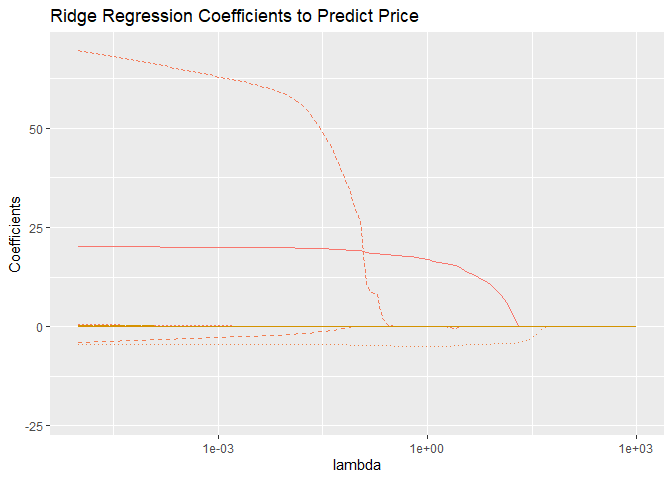 Ridge Regression Coefficients to Predict Price
Coefficients
50
25
0
-25
1e-03
1e+00
1e+03
lambda